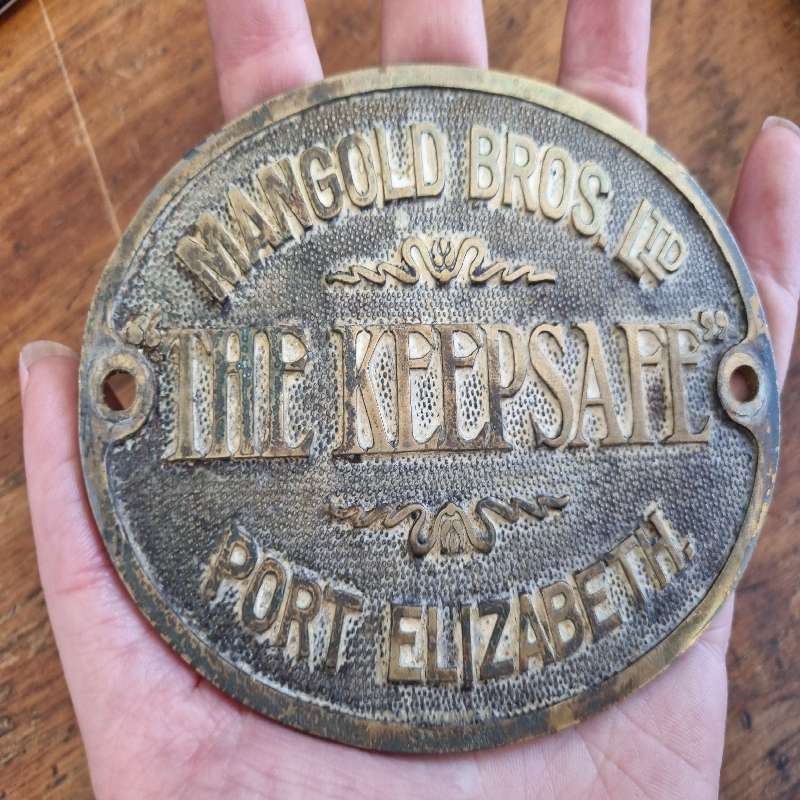 MANGOLD BROS. LTD
"THE KEEPSAFE"
PORT ELIZABETH.